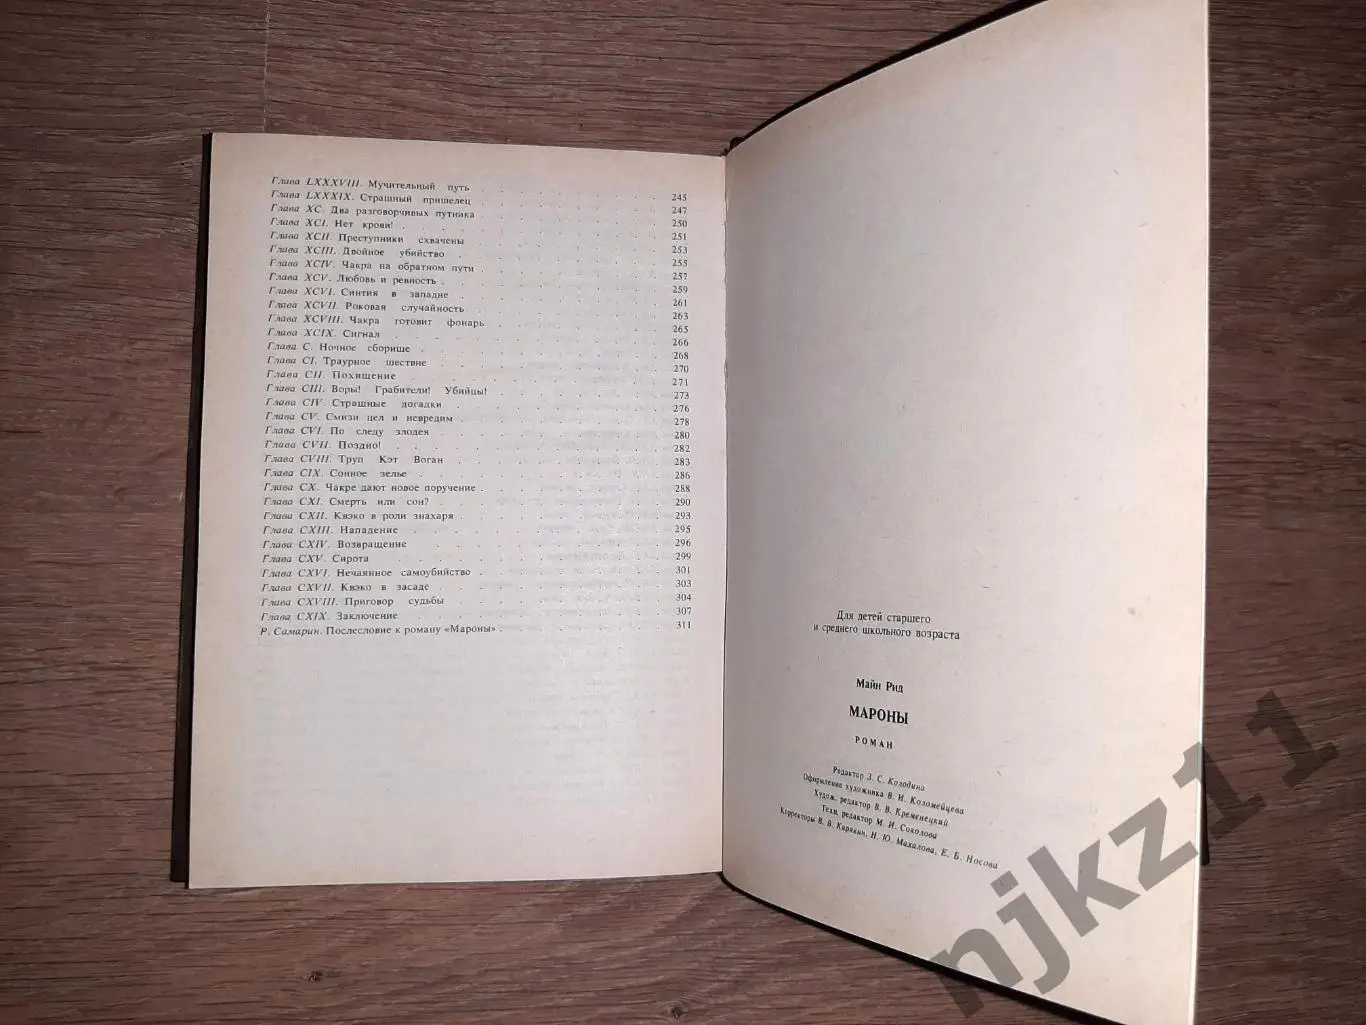 Глава LXXXVIII. Мучительный путь . . . . . . . . . . . 245
Глава LXXXIX. Страшный пришелец . . . . . . . . . . . 247
Глава XC. Два разговорчивых путника . . . . . . . . . . . 250
Глава XCI. Нет крови! . . . . . . . . . . . 251
Глава XCII. Преступники схвачены . . . . . . . . . . . 253
Глава XCIII. Двойное убийство . . . . . . . . . . . 255
Глава XCIV. Чакра на обратном пути . . . . . . . . . . . 257
Глава XCV. Любовь и ревность . . . . . . . . . . . 259
Глава XCVI. Синтия в западне . . . . . . . . . . . 261
Глава XCVII. Роковая случайность . . . . . . . . . . . 263
Глава XCVIII. Чакра готовит фонарь . . . . . . . . . . . 265
Глава XCIX. Сигнал . . . . . . . . . . . 266
Глава C. Ночное сборище . . . . . . . . . . . 268
Глава CI. Траурное шествие . . . . . . . . . . . 270
Глава CII. Похищение . . . . . . . . . . . 271
Глава CIII. Воры! Грабители! Убийцы! . . . . . . . . . . . 273
Глава CIV. Страшные догадки . . . . . . . . . . . 276
Глава CV. Смизи цел и невредим . . . . . . . . . . . 278
Глава CVI. По следу злодея . . . . . . . . . . . 280
Глава CVII. Поздно! . . . . . . . . . . . 282
Глава CVIII. Труп Кэт Воган . . . . . . . . . . . 283
Глава CIX. Сонное зелье . . . . . . . . . . . 286
Глава CX. Чакре дают новое поручение . . . . . . . . . . . 288
Глава CXI. Смерть или сон? . . . . . . . . . . . 290
Глава CXII. Квэко в роли знахаря . . . . . . . . . . . 293
Глава CXIII. Нападение . . . . . . . . . . . 295
Глава CXIV. Возвращение . . . . . . . . . . . 296
Глава CXV. Сирота . . . . . . . . . . . 299
Глава CXVI. Нечаянное самоубийство . . . . . . . . . . . 301
Глава CXVII. Квэко в засаде . . . . . . . . . . . 303
Глава CXVIII. Приговор судьбы . . . . . . . . . . . 304
Глава CXIX. Заключение . . . . . . . . . . . 307
Р. Самарин. Послесловие к роману «Мароны» . . . . . . . . . . . 311
Для детей старшего
и среднего школьного возраста
Майн Рид
МАРОНЫ
РОМАН
Редактор З. С. Колодина
Оформление художника В. И. Коломейцева
Худож. редактор В. В. Кременецкий
Техн. редактор М. И. Соколова
Корректоры В. В. Карякин, Н. Ю. Махалова, Е. Б. Носова
njkz11